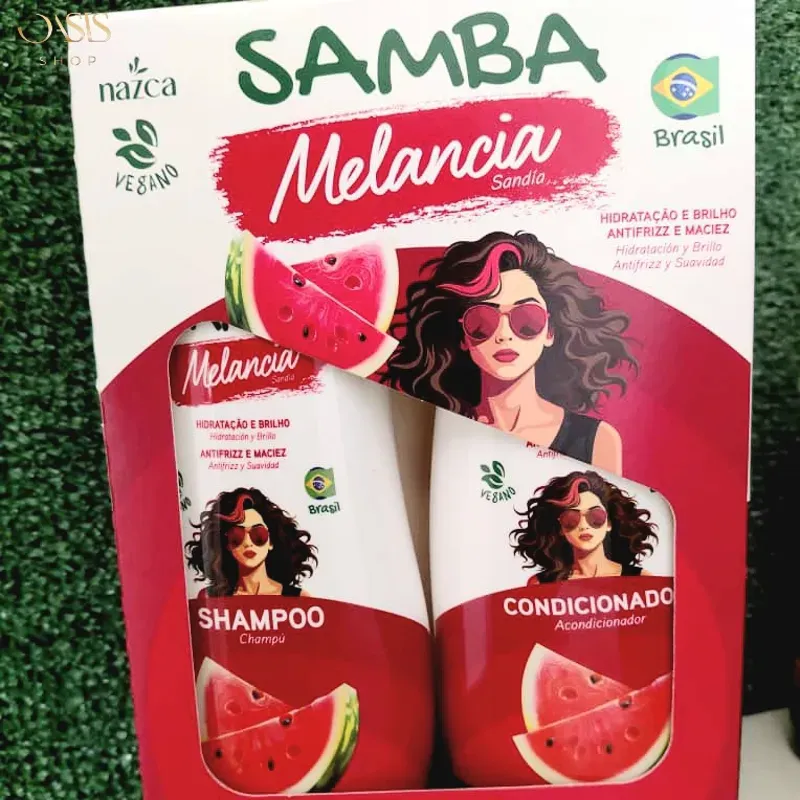 OASIS
SHOP
nazca
VEGANO
SAMBA
Melancia
Sandía
Brasil
HIDRATAÇÃO E BRILHO
ANTIFRIZZ E MACIEZ
Hidratación y Brillo
Antifrizz y Suavidad
Melancia
Sandía
HIDRATAÇÃO E BRILHO
Hidratación y Brillo
ANTIFRIZZ E MACIEZ
Antifrizz y Suavidad
Brasil
SHAMPOO
Champú
VEGANO
CONDICIONADO
Acondicionador